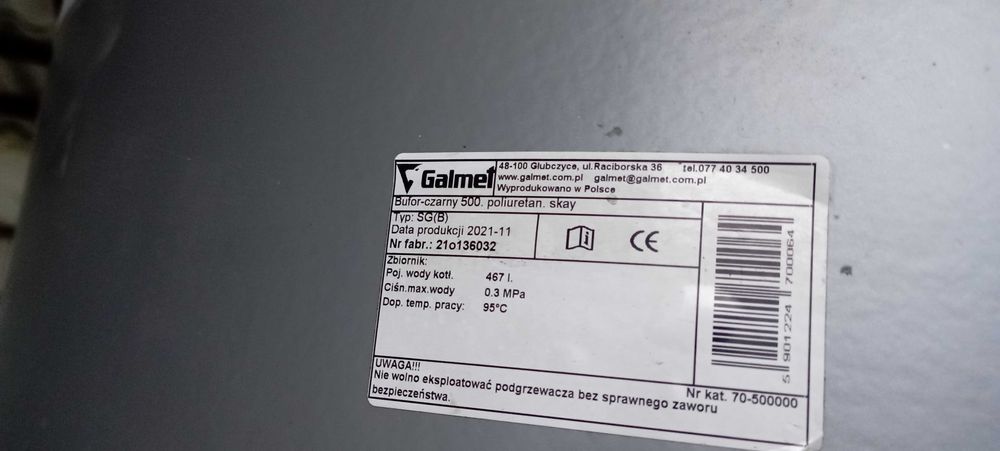 Galmet
48-100 Głubczyce, ul.Raciborska 36 tel.077 40 34 500
www.galmet.com.pl galmet@galmet.com.pl
Wyprodukowano w Polsce
Bufor-czarny 500. poliuretan. skay
Typ: SG(B)
Data produkcji 2021-11
Nr fabr.: 21o136032
CE
Zbiornik:
Poj. wody kotł. 467 l.
Ciśn.max.wody 0.3 MPa
Dop. temp. pracy: 95°C
5 901224 700064
UWAGA!!!
Nr kat. 70-500000
Nie wolno eksploatować podgrzewacza bez sprawnego zaworu
bezpieczeństwa.